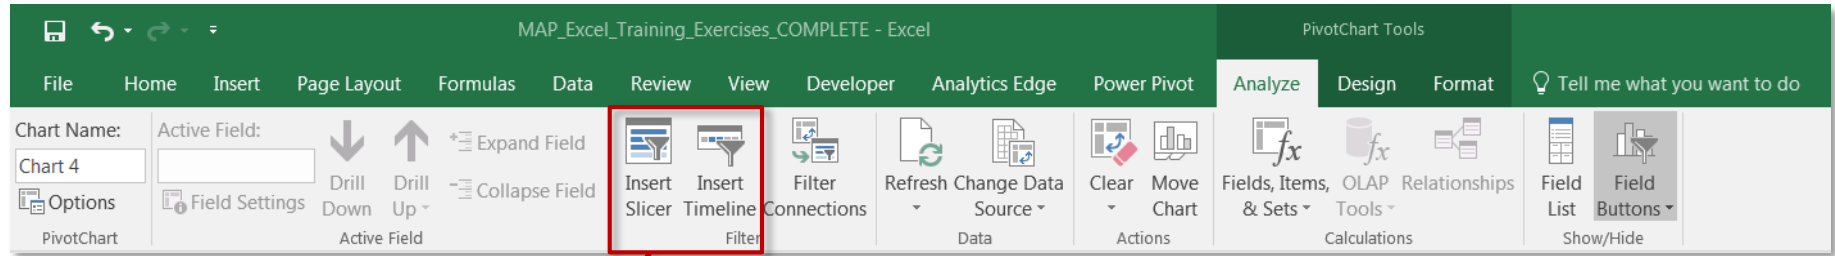 MAP_Excel_Training_Exercises_COMPLETE - Excel
PivotChart Tools
File Home Insert Page Layout Formulas Data Review View Developer Analytics Edge Power Pivot Analyze Design Format Tell me what you want to do
Chart Name:
Chart 4
Options
PivotChart
Active Field:
Field Settings
Drill Down
Drill Up
Expand Field
Collapse Field
Active Field
Insert Slicer
Insert Timeline
Filter Connections
Filter
Refresh
Change Data Source
Data
Clear
Move Chart
Actions
Fields, Items, & Sets
OLAP Tools
Relationships
Calculations
Field List
Field Buttons
Show/Hide